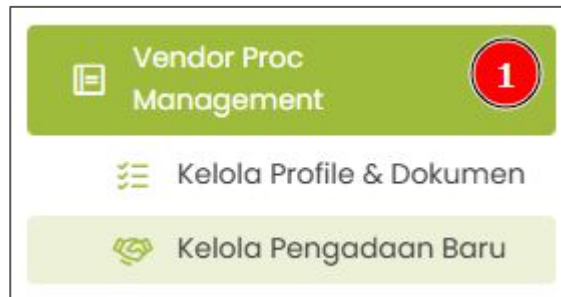 Vendor Proc
Management
1
Kelola Profile & Dokumen
Kelola Pengadaan Baru